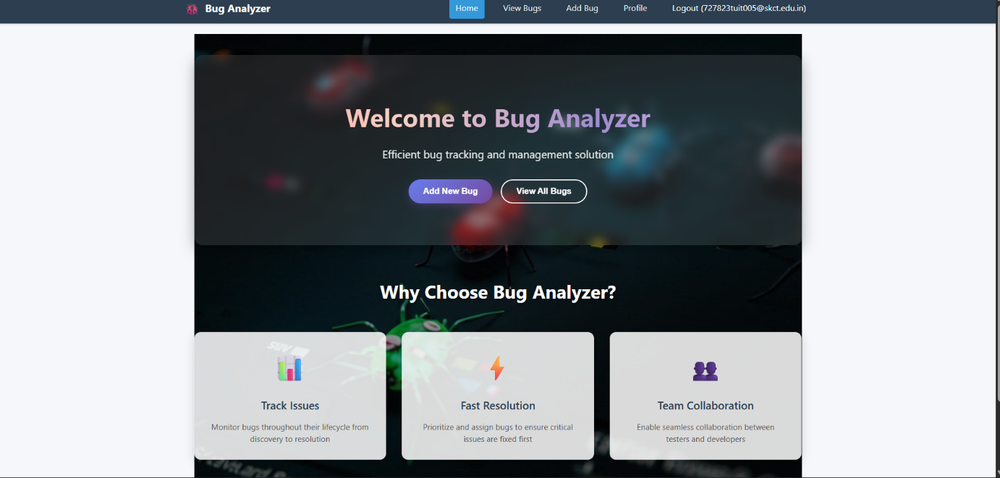 Bug Analyzer
Home
View Bugs
Add Bug
Profile
Logout (727823tuit005@skct.edu.in)
Welcome to Bug Analyzer
Efficient bug tracking and management solution
Add New Bug
View All Bugs
Why Choose Bug Analyzer?
Track Issues
Monitor bugs throughout their lifecycle from
discovery to resolution
Fast Resolution
Prioritize and assign bugs to ensure critical
issues are fixed first
Team Collaboration
Enable seamless collaboration between
testers and developers